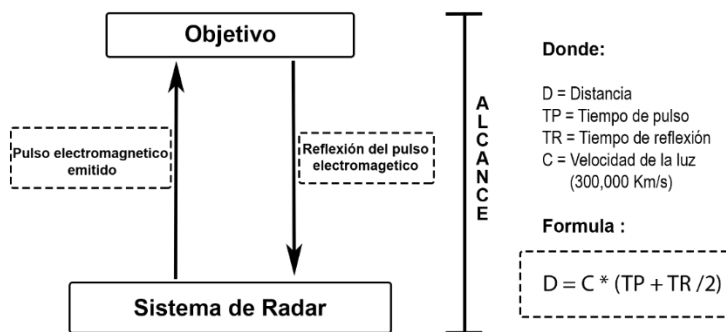 Objetivo
Pulso electromagnetico
emitido
Reflexión del pulso
electromagetico
Sistema de Radar
ALCANCE
Donde:
D = Distancia
TP = Tiempo de pulso
TR = Tiempo de reflexión
C = Velocidad de la luz
(300,000 Km/s)
Formula :
D = C * (TP + TR /2)